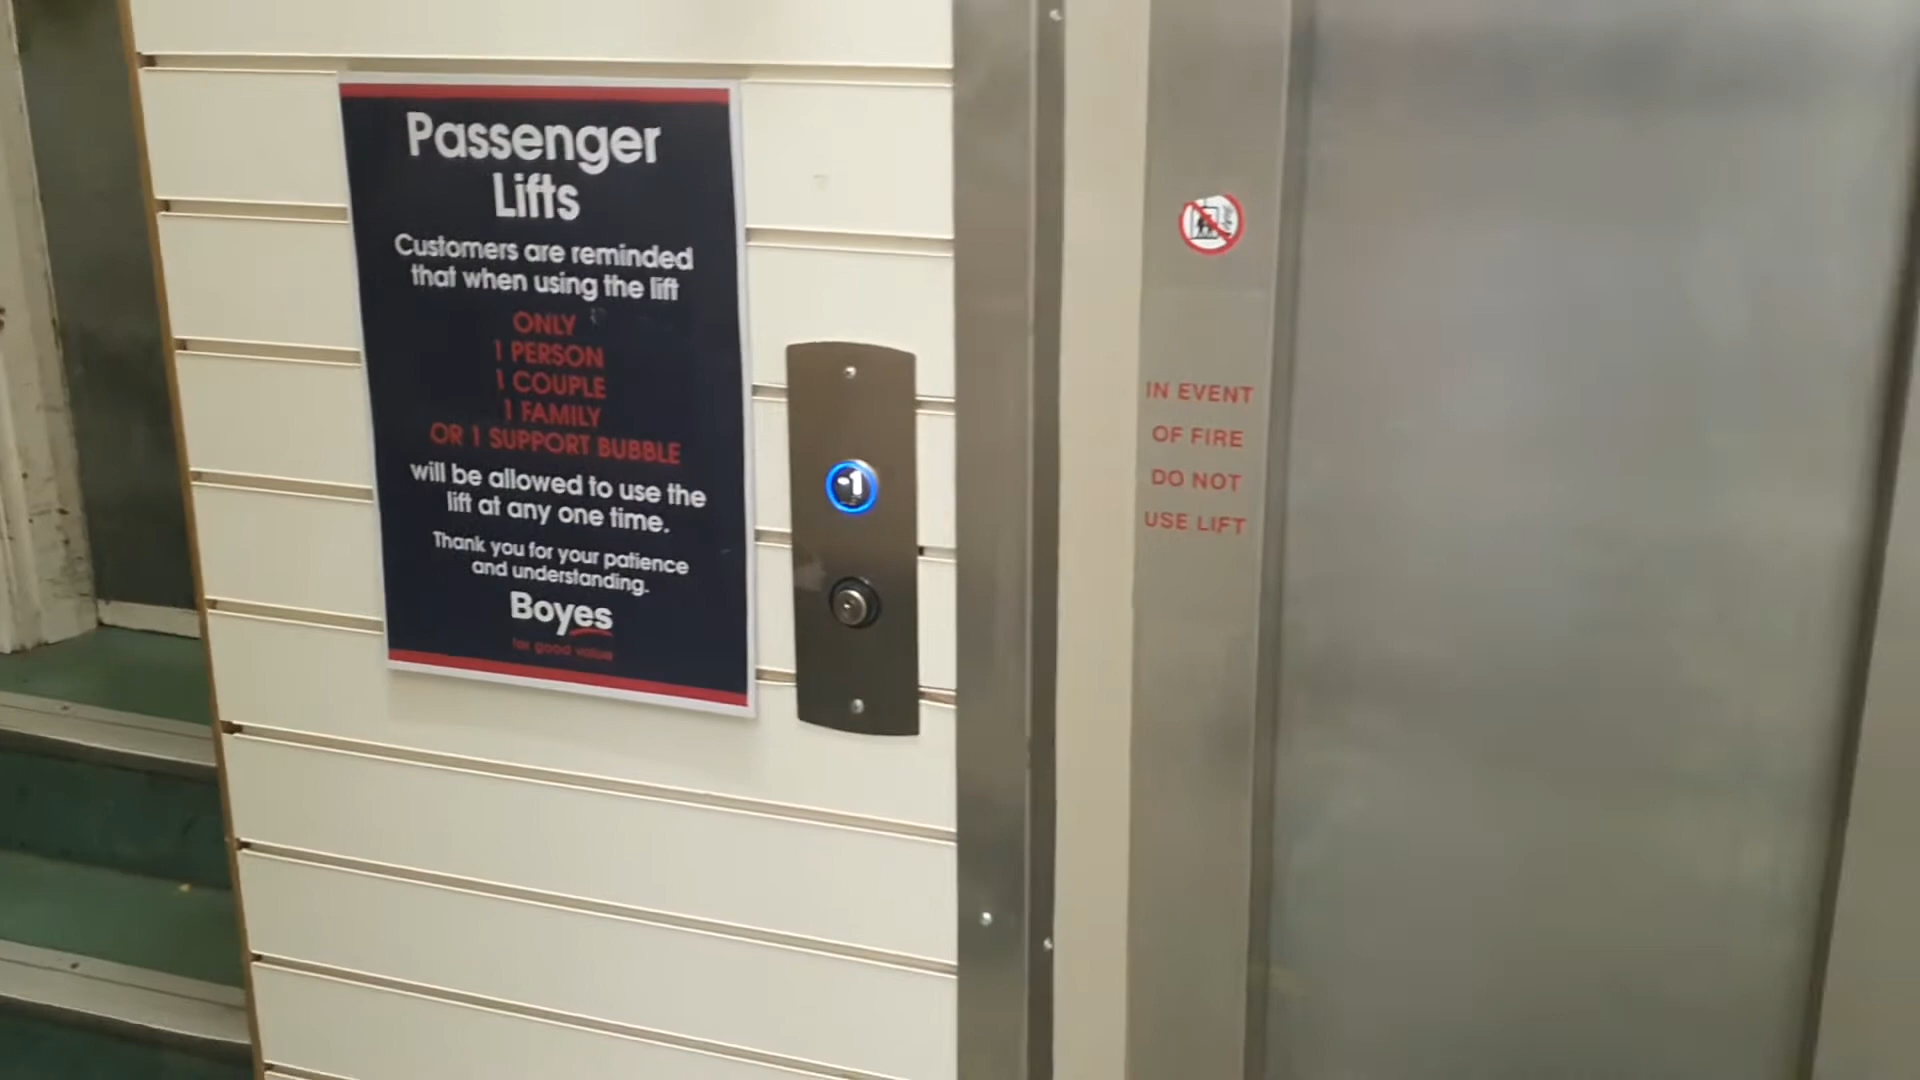 Passenger
Lifts
Customers are reminded
that when using the lift
ONLY
1 PERSON
1 COUPLE
1 FAMILY
OR 1 SUPPORT BUBBLE
will be allowed to use the
lift at any one time.
Thank you for your patience
and understanding.
Boyes
for good value
-1
IN EVENT
OF FIRE
DO NOT
USE LIFT